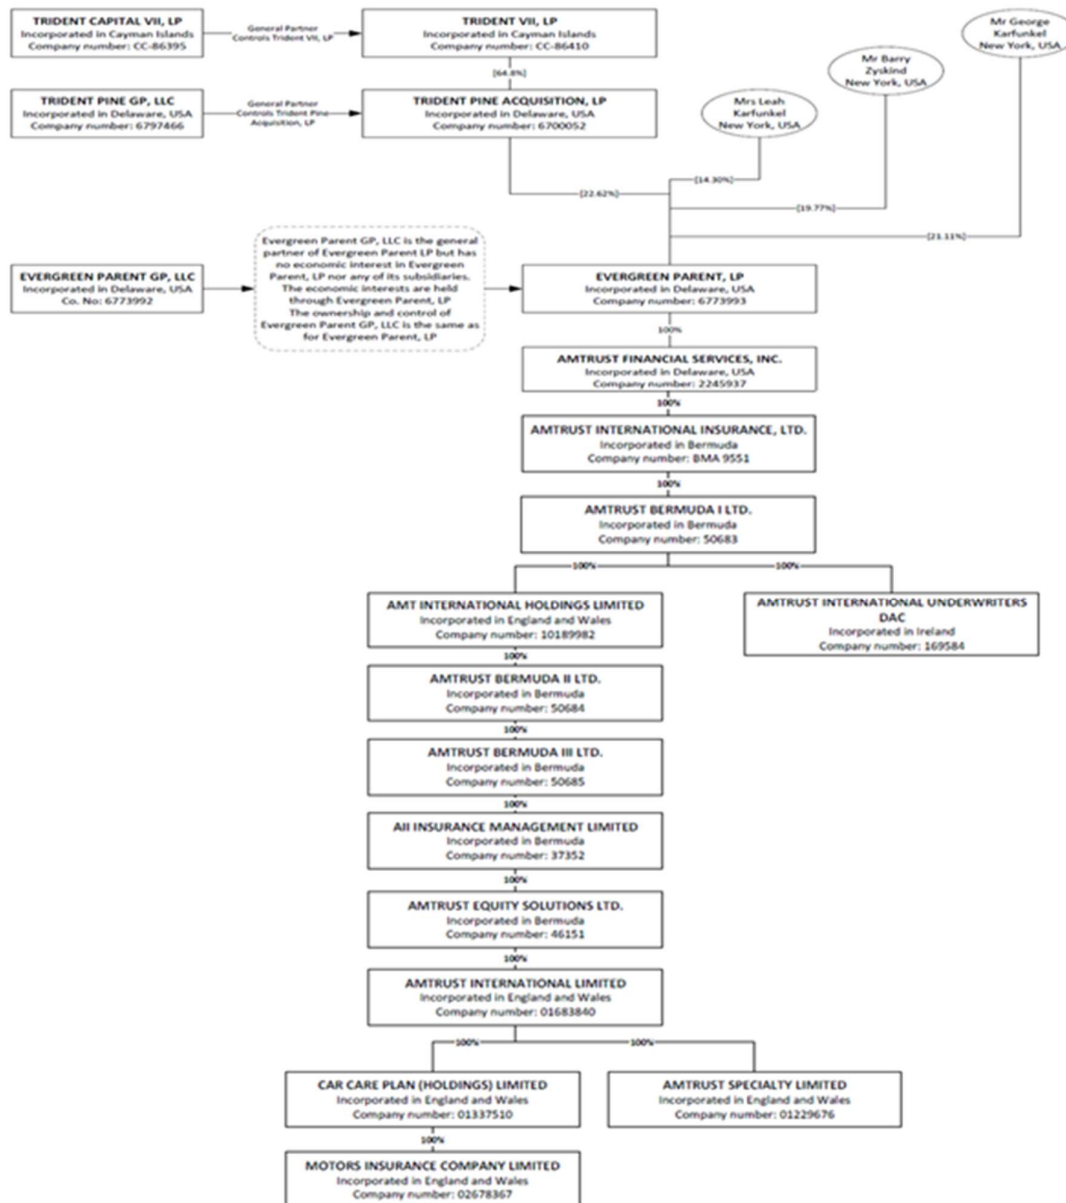 TRIDENT CAPITAL VII, LP
Incorporated in Cayman Islands
Company number: CC-86395
General Partner
Controls Trident VII, LP
TRIDENT VII, LP
Incorporated in Cayman Islands
Company number: CC-86410
Mr George
Karfunkel
New York, USA
Mr Barry
Zyskind
New York, USA
[64.8%]
TRIDENT PINE GP, LLC
Incorporated in Delaware, USA
Company number: 6797466
General Partner
Controls Trident Pine
Acquisition, LP
TRIDENT PINE ACQUISITION, LP
Incorporated in Delaware, USA
Company number: 6700052
Mrs Leah
Karfunkel
New York, USA
[14.30%]
[22.62%]
[19.77%]
[21.11%]
EVERGREEN PARENT GP, LLC
Incorporated in Delaware, USA
Co. No: 6773992
Evergreen Parent GP, LLC is the general
partner of Evergreen Parent LP but has
no economic interest in Evergreen
Parent, LP nor any of its subsidiaries.
The economic interests are held
through Evergreen Parent, LP
The ownership and control of
Evergreen Parent GP, LLC is the same as
for Evergreen Parent, LP
EVERGREEN PARENT, LP
Incorporated in Delaware, USA
Company number: 6773993
100%
AMTRUST FINANCIAL SERVICES, INC.
Incorporated in Delaware, USA
Company number: 2245937
100%
AMTRUST INTERNATIONAL INSURANCE, LTD.
Incorporated in Bermuda
Company number: BMA 9551
100%
AMTRUST BERMUDA I LTD.
Incorporated in Bermuda
Company number: 50683
100%
100%
AMT INTERNATIONAL HOLDINGS LIMITED
Incorporated in England and Wales
Company number: 10189982
AMTRUST INTERNATIONAL UNDERWRITERS
DAC
Incorporated in Ireland
Company number: 169584
100%
AMTRUST BERMUDA II LTD.
Incorporated in Bermuda
Company number: 50684
100%
AMTRUST BERMUDA III LTD.
Incorporated in Bermuda
Company number: 50685
100%
AII INSURANCE MANAGEMENT LIMITED
Incorporated in Bermuda
Company number: 37352
100%
AMTRUST EQUITY SOLUTIONS LTD.
Incorporated in Bermuda
Company number: 46151
100%
AMTRUST INTERNATIONAL LIMITED
Incorporated in England and Wales
Company number: 01683840
100%
100%
CAR CARE PLAN (HOLDINGS) LIMITED
Incorporated in England and Wales
Company number: 01337510
AMTRUST SPECIALTY LIMITED
Incorporated in England and Wales
Company number: 01229676
100%
MOTORS INSURANCE COMPANY LIMITED
Incorporated in England and Wales
Company number: 02678367